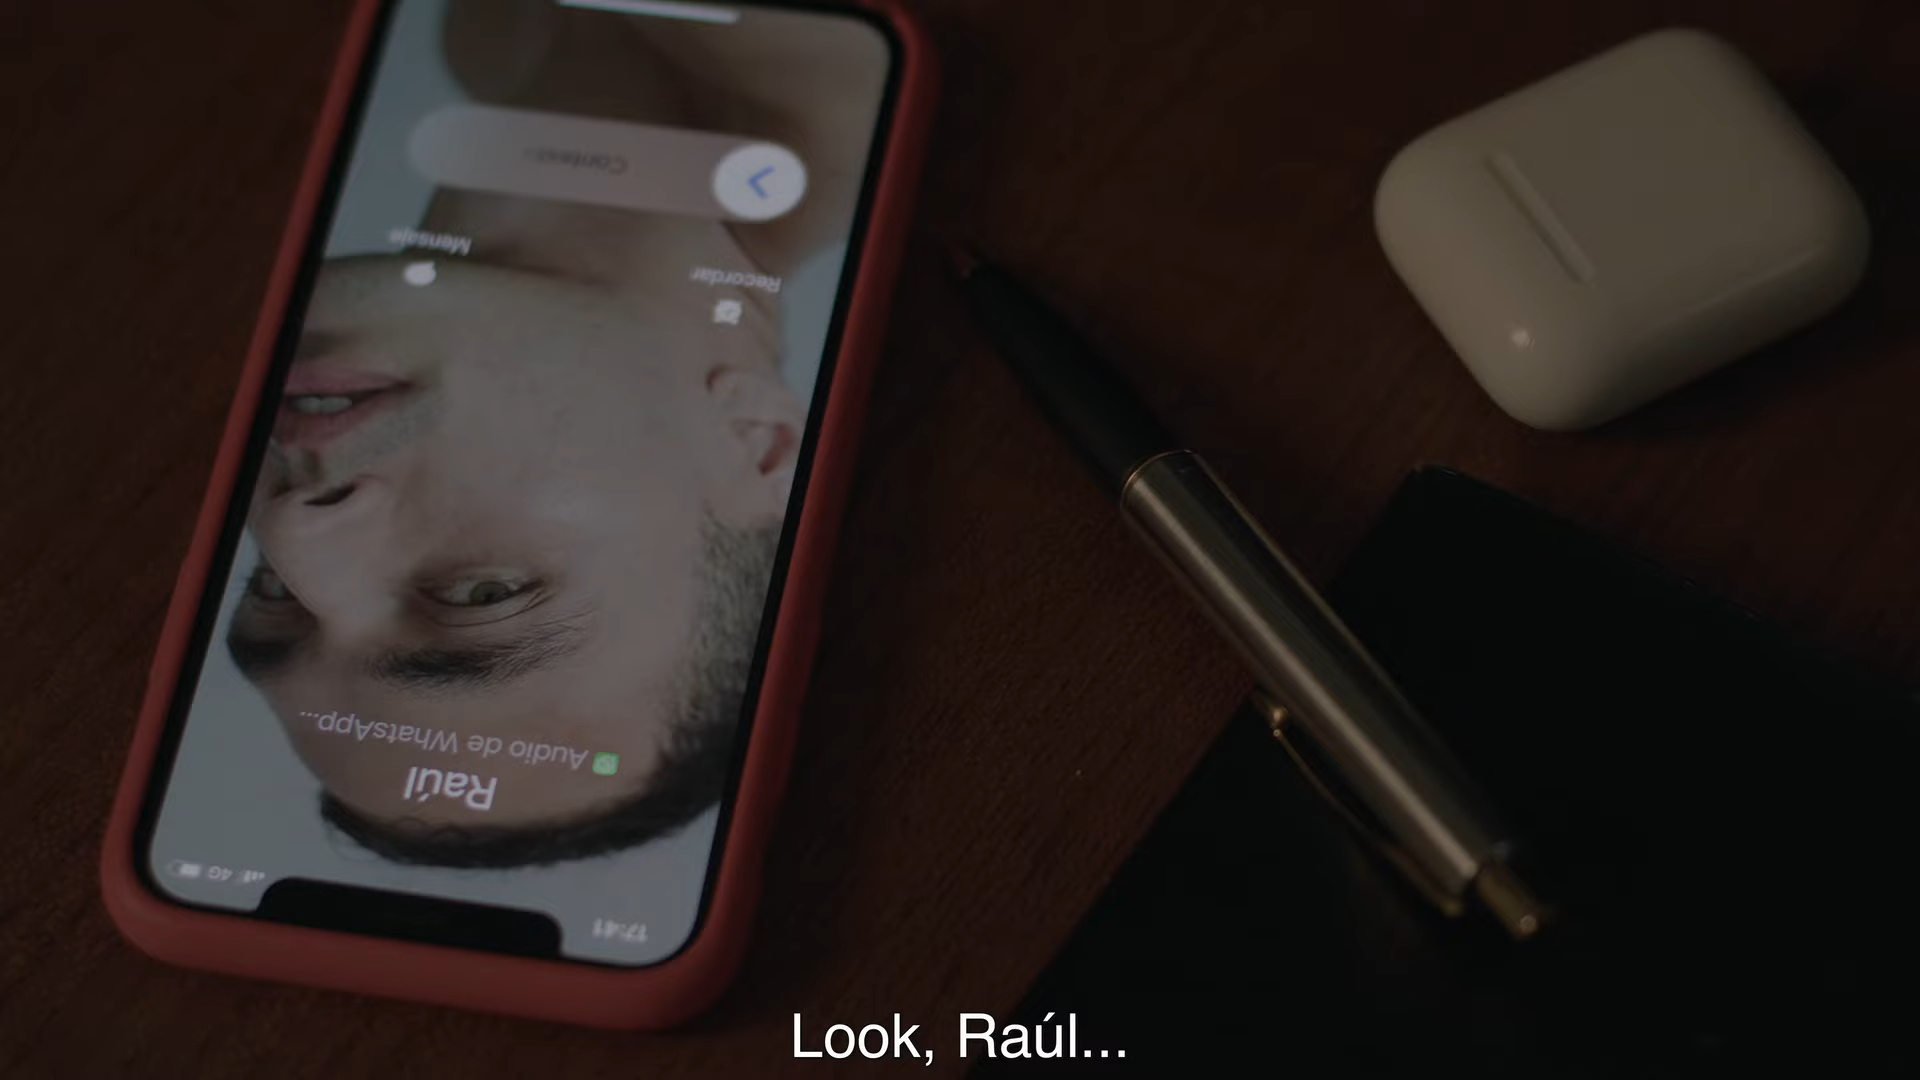 17:41
4G
Raúl
Audio de WhatsApp...
Recordar
Mensaje
Look, Raúl...